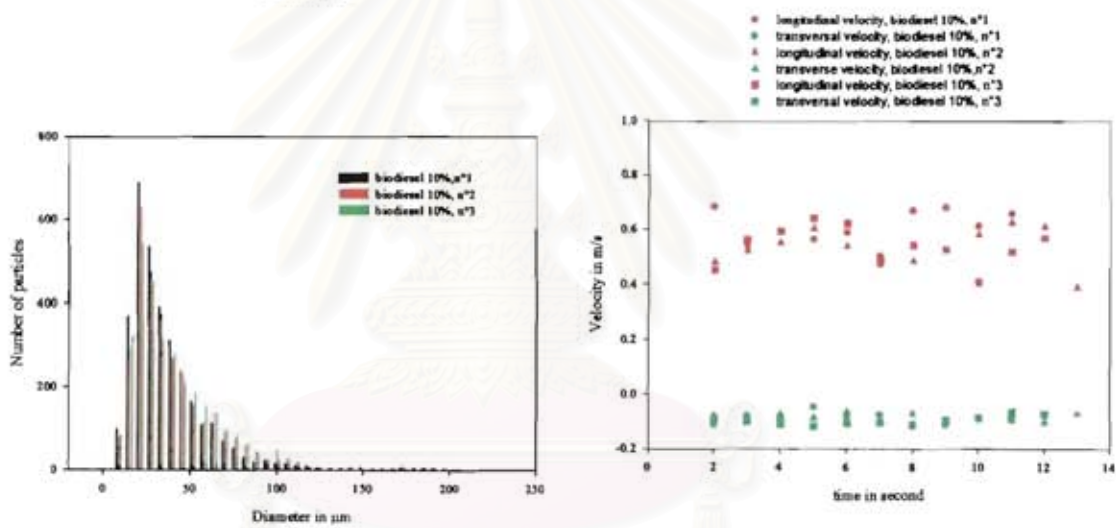 longitudinal velocity, biodiesel 10%, n°1
transversal velocity, biodiesel 10%, n°1
longitudinal velocity, biodiesel 10%, n°2
transverse velocity, biodiesel 10%,n°2
longitudinal velocity, biodiesel 10%, n°3
transversal velocity, biodiesel 10%, n°3
800
600
400
200
0
Number of particles
biodiesel 10%,n°1
biodiesel 10%, n°2
biodiesel 10%, n°3
0 50 100 150 200 250
Diameter in µm
1.0
0.8
0.6
0.4
0.2
0.0
-0.2
Velocity in m/s
0 2 4 6 8 10 12 14
time in second